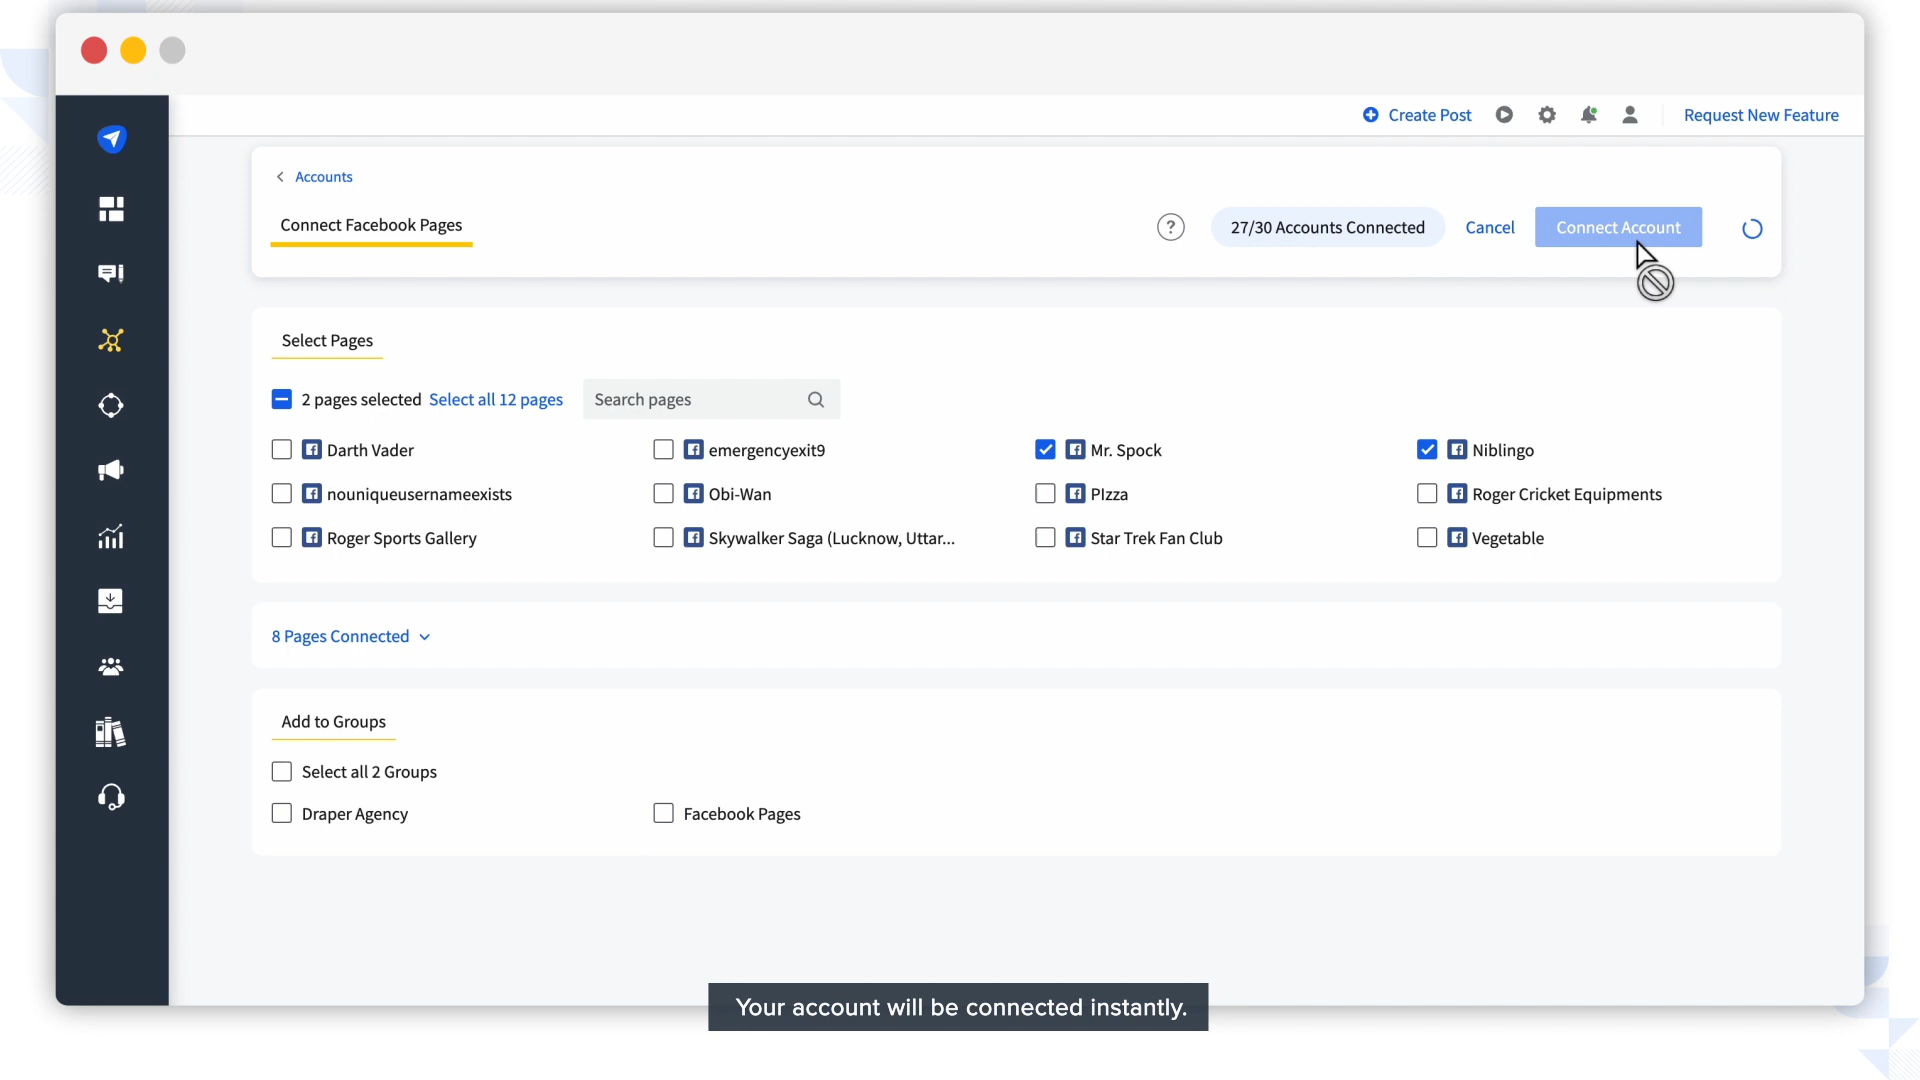 Create Post
Request New Feature
Accounts
Connect Facebook Pages
?
27/30 Accounts Connected
Cancel
Connect Account
Select Pages
2 pages selected Select all 12 pages
Search pages
Darth Vader
emergencyexit9
Mr. Spock
Niblingo
nouniqueusernameexists
Obi-Wan
PIzza
Roger Cricket Equipments
Roger Sports Gallery
Skywalker Saga (Lucknow, Uttar...
Star Trek Fan Club
Vegetable
8 Pages Connected
Add to Groups
Select all 2 Groups
Draper Agency
Facebook Pages
Your account will be connected instantly.